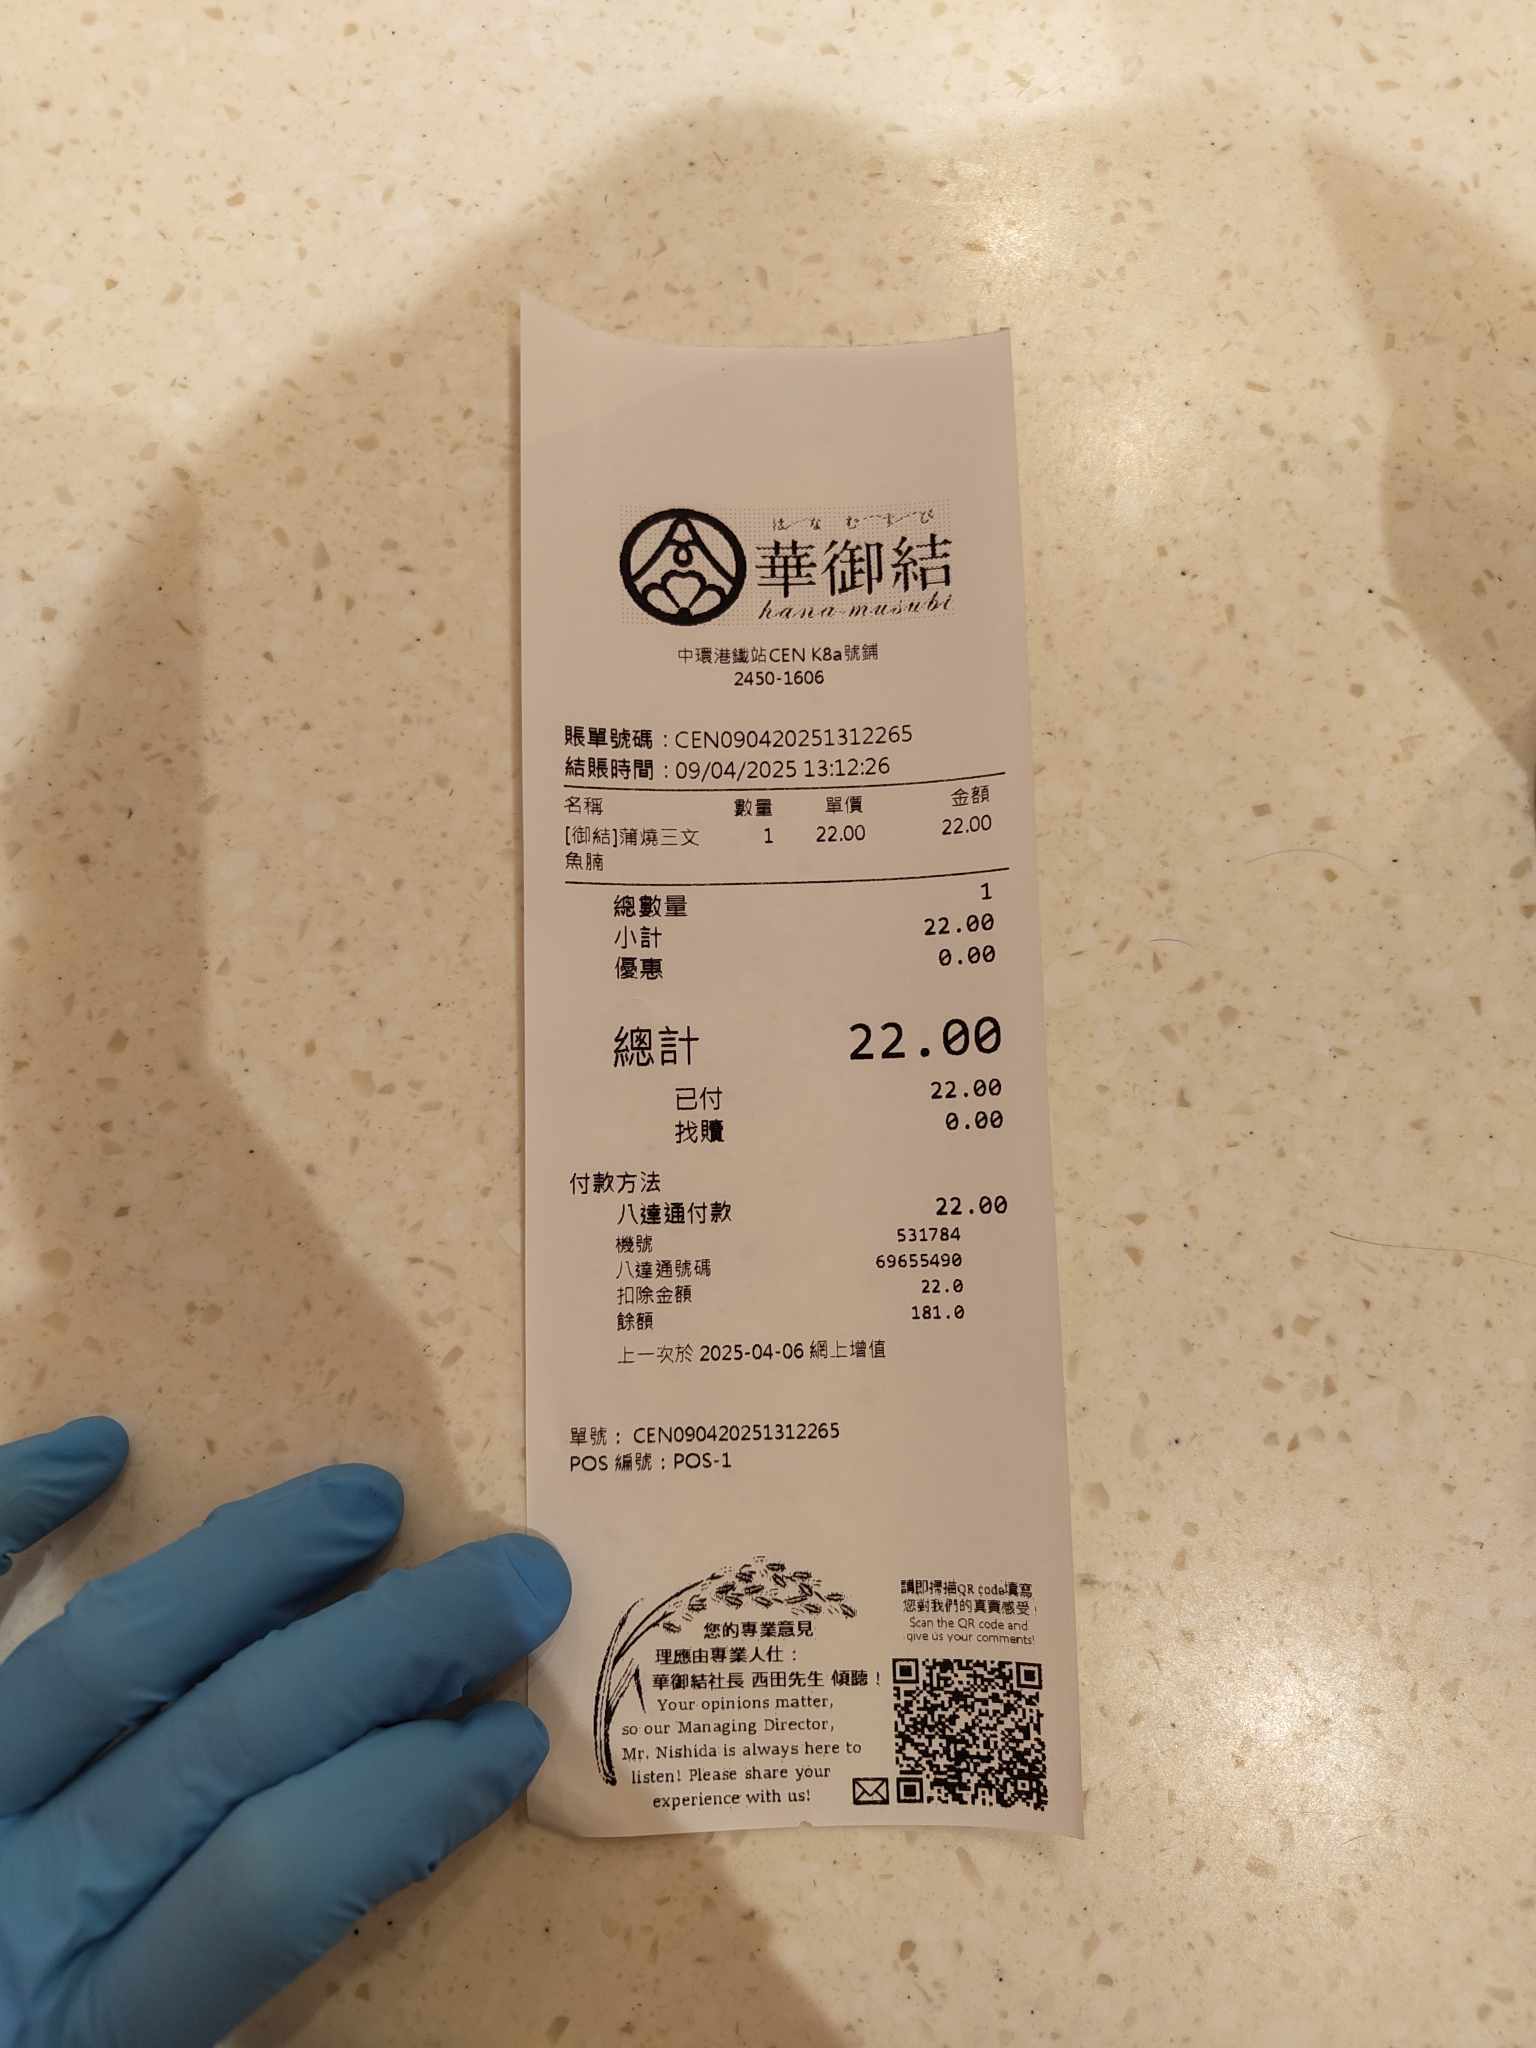 はなむすび
華御結
hana-musubi
中環港鐵站CEN K8a號鋪
2450-1606
賬單號碼：CEN090420251312265
結賬時間：09/04/2025 13:12:26
名稱 數量 單價 金額
[御結]蒲燒三文 1 22.00 22.00
魚腩
總數量 1
小計 22.00
優惠 0.00
總計 22.00
已付 22.00
找贖 0.00
付款方法
八達通付款 22.00
機號 531784
八達通號碼 69655490
扣除金額 22.0
餘額 181.0
上一次於 2025-04-06 網上增值
單號： CEN090420251312265
POS 編號：POS-1
您的專業意見
理應由專業人仕：
華御結社長 西田先生 傾聽！
Your opinions matter,
so our Managing Director,
Mr. Nishida is always here to
listen! Please share your
experience with us!
請即掃描QR code填寫
您對我們的真實感受！
Scan the QR code and
give us your comments!